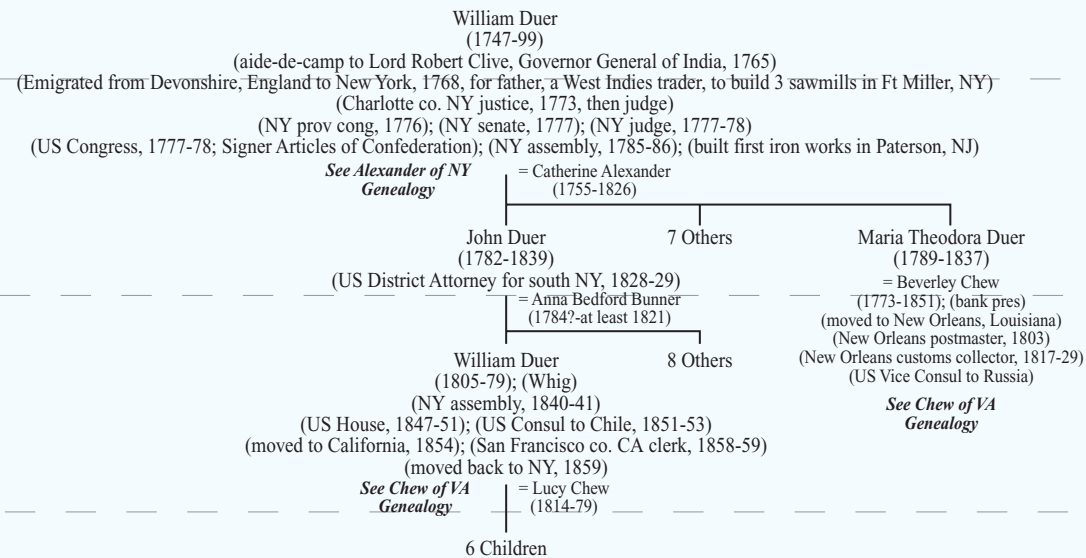 William Duer
(1747-99)
(aide-de-camp to Lord Robert Clive, Governor General of India, 1765)
(Emigrated from Devonshire, England to New York, 1768, for father, a West Indies trader, to build 3 sawmills in Ft Miller, NY)
(Charlotte co. NY justice, 1773, then judge)
(NY prov cong, 1776); (NY senate, 1777); (NY judge, 1777-78)
(US Congress, 1777-78; Signer Articles of Confederation); (NY assembly, 1785-86); (built first iron works in Paterson, NJ)
See Alexander of NY
Genealogy
= Catherine Alexander
(1755-1826)
John Duer
(1782-1839)
(US District Attorney for south NY, 1828-29)
= Anna Bedford Bunner
(1784?-at least 1821)
7 Others
Maria Theodora Duer
(1789-1837)
= Beverley Chew
(1773-1851); (bank pres)
(moved to New Orleans, Louisiana)
(New Orleans postmaster, 1803)
(New Orleans customs collector, 1817-29)
(US Vice Consul to Russia)
See Chew of VA
Genealogy
William Duer
(1805-79); (Whig)
(NY assembly, 1840-41)
(US House, 1847-51); (US Consul to Chile, 1851-53)
(moved to California, 1854); (San Francisco co. CA clerk, 1858-59)
(moved back to NY, 1859)
See Chew of VA
Genealogy
= Lucy Chew
(1814-79)
8 Others
6 Children